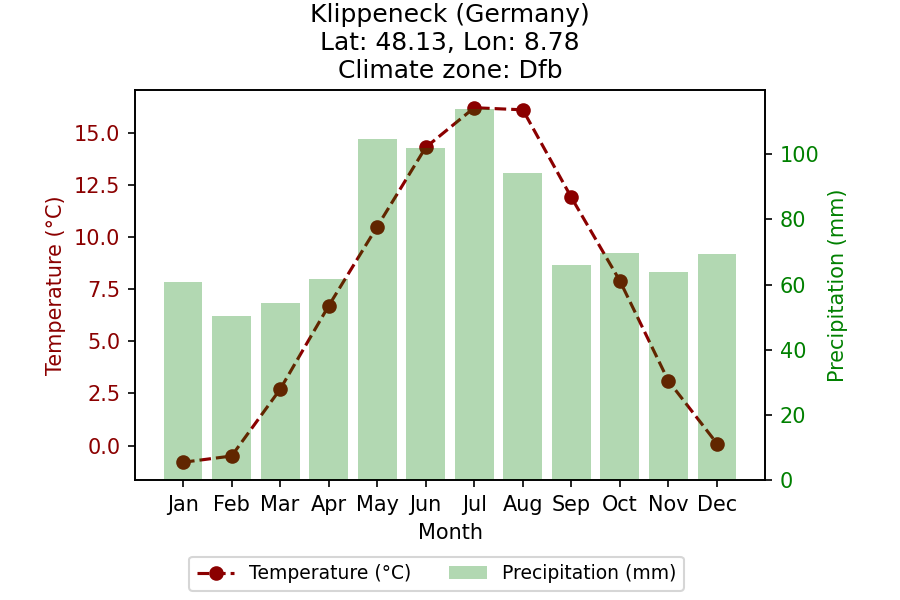 Klippeneck (Germany)
Lat: 48.13, Lon: 8.78
Climate zone: Dfb
15.0
12.5
10.0
7.5
5.0
2.5
0.0
Temperature (°C)
100
80
60
40
20
0
Precipitation (mm)
Jan Feb Mar Apr May Jun Jul Aug Sep Oct Nov Dec
Month
Temperature (°C) Precipitation (mm)